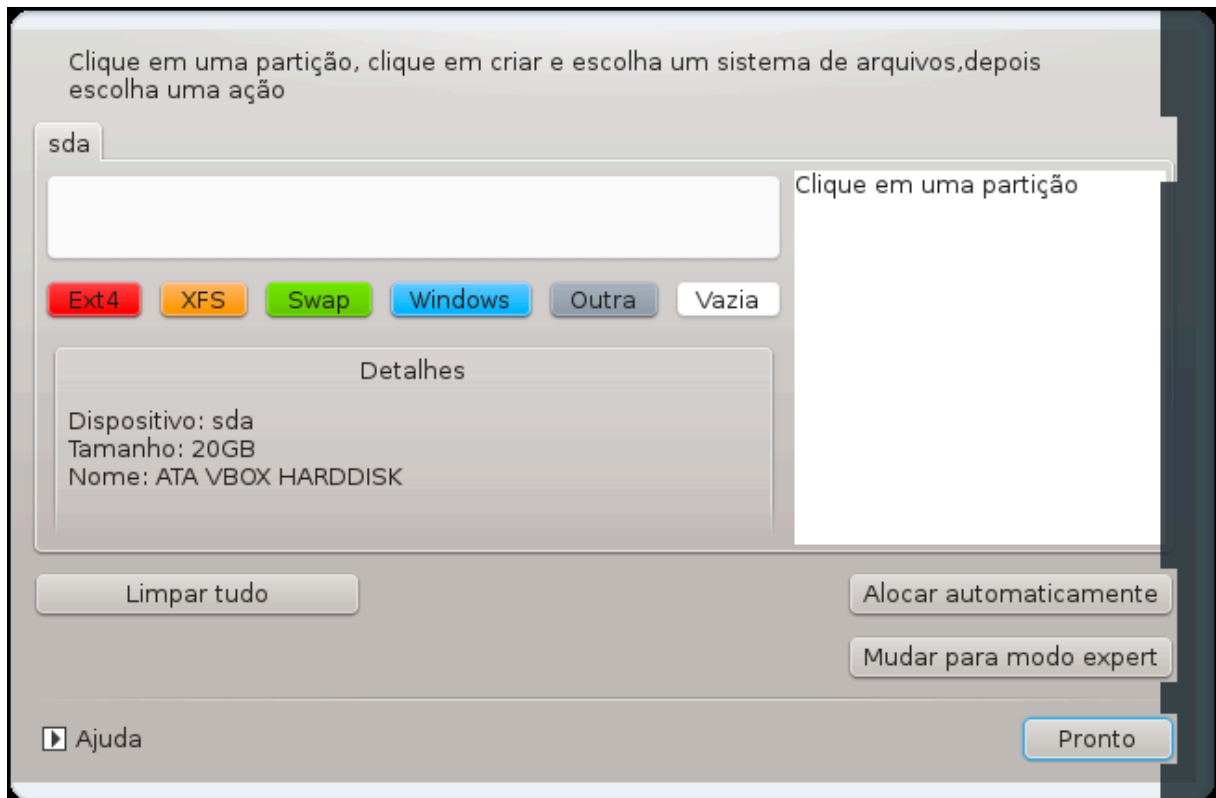 Clique em uma partição, clique em criar e escolha um sistema de arquivos,depois
escolha uma ação
sda
Clique em uma partição
Ext4
XFS
Swap
Windows
Outra
Vazia
Detalhes
Dispositivo: sda
Tamanho: 20GB
Nome: ATA VBOX HARDDISK
Limpar tudo
Alocar automaticamente
Mudar para modo expert
Ajuda
Pronto